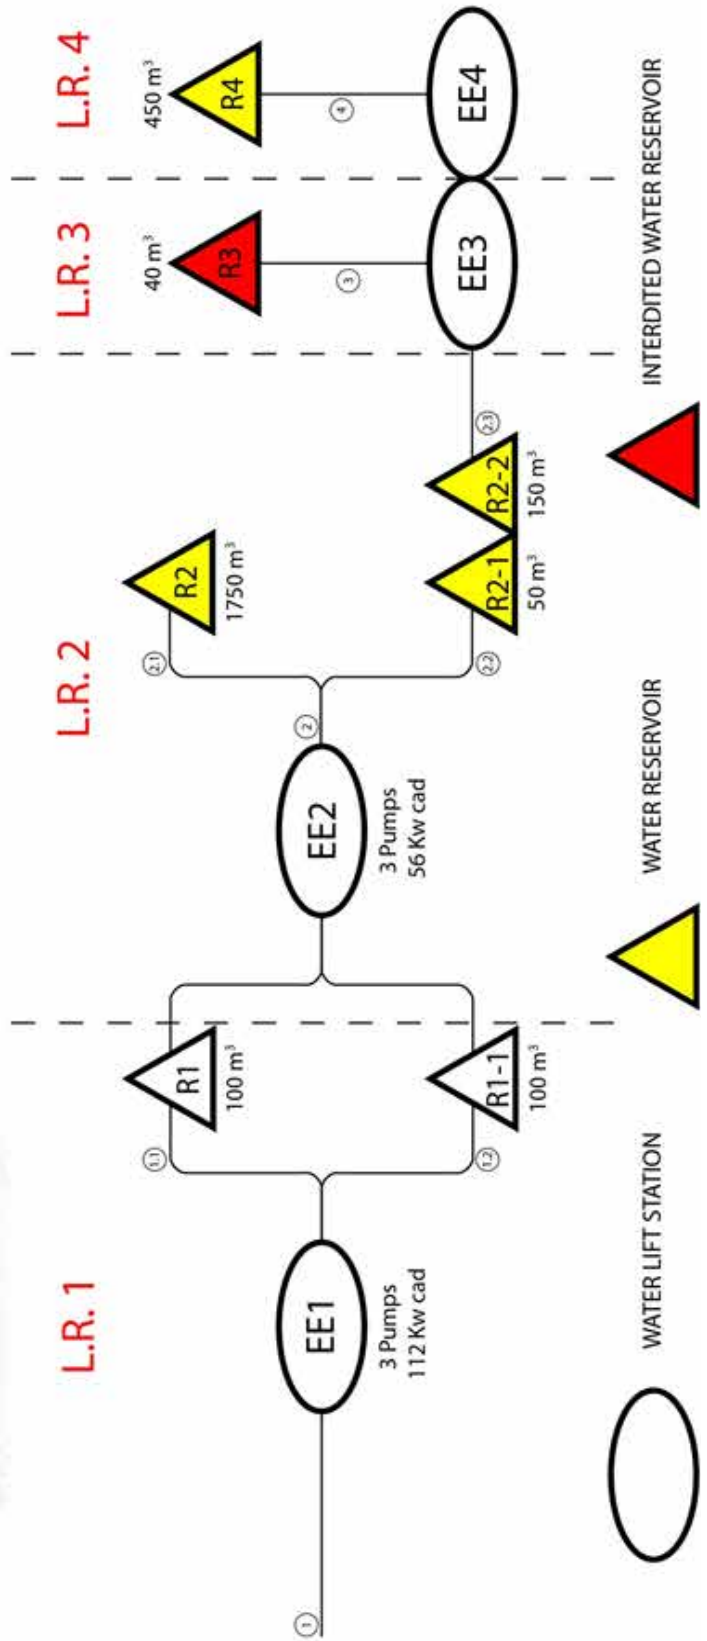 L.R. 1
L.R. 2
L.R. 3
L.R. 4
1
EE1
3 Pumps
112 Kw cad
1.1
R1
100 m³
1.2
R1-1
100 m³
EE2
3 Pumps
56 Kw cad
2
2.1
R2
1750 m³
2.2
R2-1
50 m³
R2-2
150 m³
2.3
40 m³
R3
3
EE3
450 m³
R4
4
EE4
WATER LIFT STATION
WATER RESERVOIR
INTERDITED WATER RESERVOIR